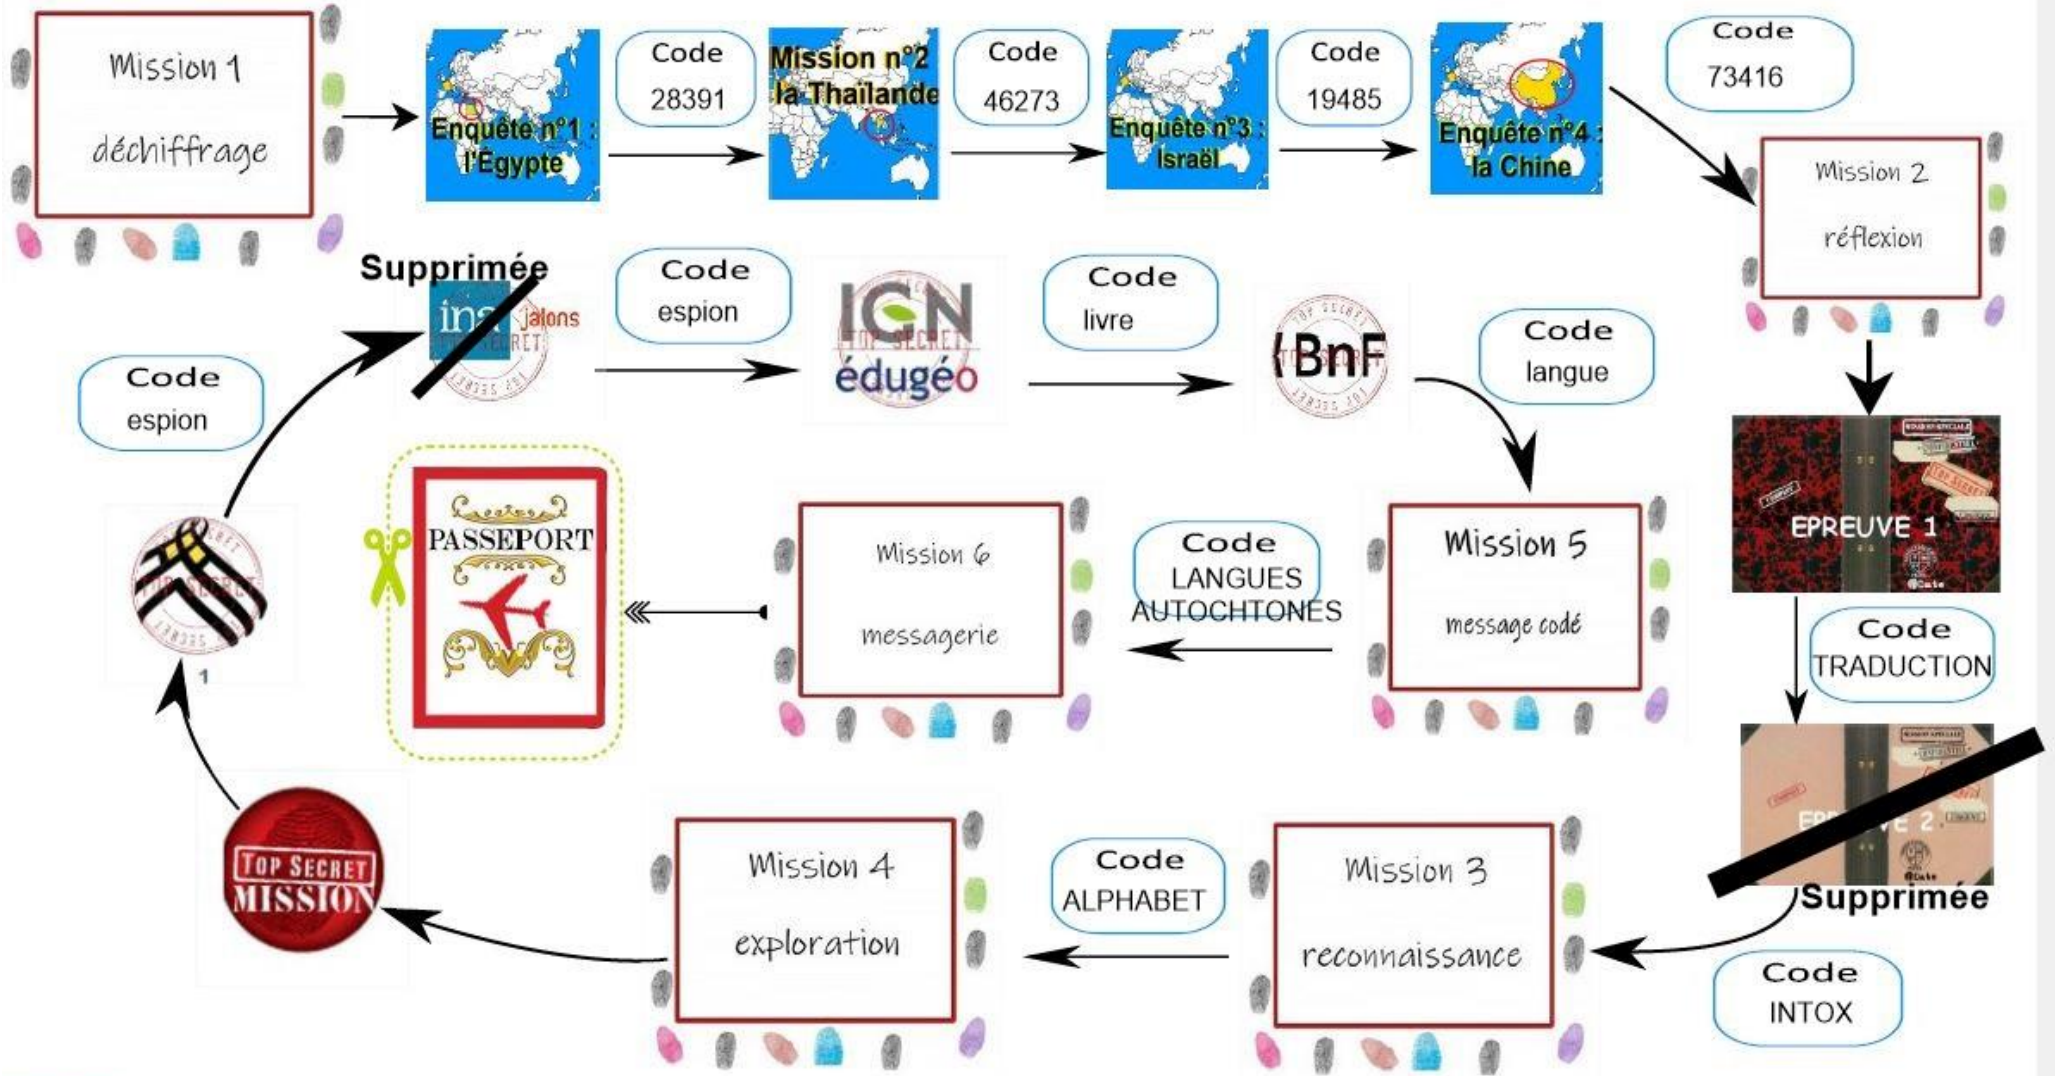 Mission 1
déchiffrage
Enquête n°1 :
l'Égypte
Code
28391
Mission n°2
la Thaïlande
Code
46273
Enquête n°3 :
Israël
Code
19485
Enquête n°4 :
la Chine
Code
73416
Mission 2
réflexion
EPREUVE 1
Code
TRADUCTION
Supprimée
Code
INTOX
Mission 3
reconnaissance
Code
ALPHABET
Mission 4
exploration
TOP SECRET
MISSION
1
Code
espion
Supprimée
ina
jalons
Code
espion
IGN
TOP SECRET
édugéo
Code
livre
BnF
Code
langue
Mission 5
message codé
Code
LANGUES
AUTOCHTONES
Mission 6
messagerie
PASSEPORT